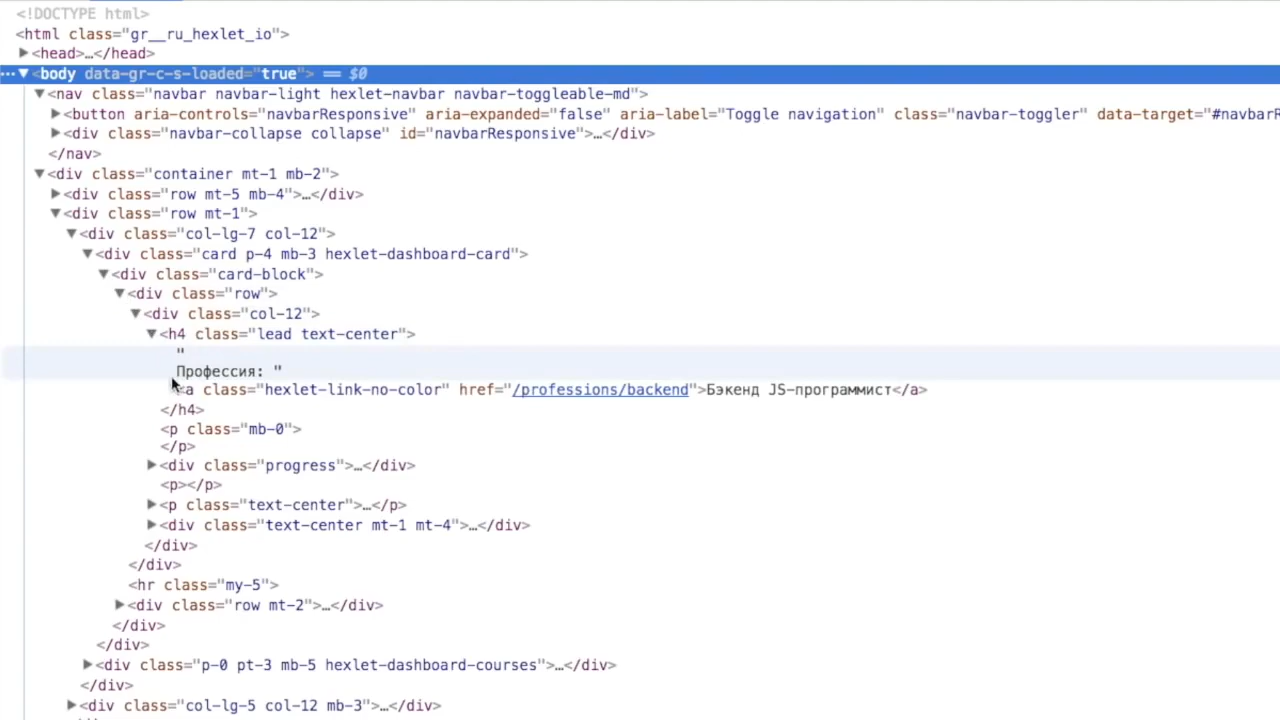 <!DOCTYPE html>
<html class="gr__ru_hexlet_io">
▶<head>…</head>
…▼<body data-gr-c-s-loaded="true"> == $0
▼<nav class="navbar navbar-light hexlet-navbar navbar-toggleable-md">
▶<button aria-controls="navbarResponsive" aria-expanded="false" aria-label="Toggle navigation" class="navbar-toggler" data-target="#navbarR
▶<div class="navbar-collapse collapse" id="navbarResponsive">…</div>
</nav>
▼<div class="container mt-1 mb-2">
▶<div class="row mt-5 mb-4">…</div>
▼<div class="row mt-1">
▼<div class="col-lg-7 col-12">
▼<div class="card p-4 mb-3 hexlet-dashboard-card">
▼<div class="card-block">
▼<div class="row">
▼<div class="col-12">
▼<h4 class="lead text-center">
"
Профессия: "
<a class="hexlet-link-no-color" href="/professions/backend">Бэкенд JS-программист</a>
</h4>
<p class="mb-0">
</p>
▶<div class="progress">…</div>
<p></p>
▶<p class="text-center">…</p>
▶<div class="text-center mt-1 mt-4">…</div>
</div>
</div>
<hr class="my-5">
▶<div class="row mt-2">…</div>
</div>
</div>
▶<div class="p-0 pt-3 mb-5 hexlet-dashboard-courses">…</div>
</div>
▶<div class="col-lg-5 col-12 mb-3">…</div>